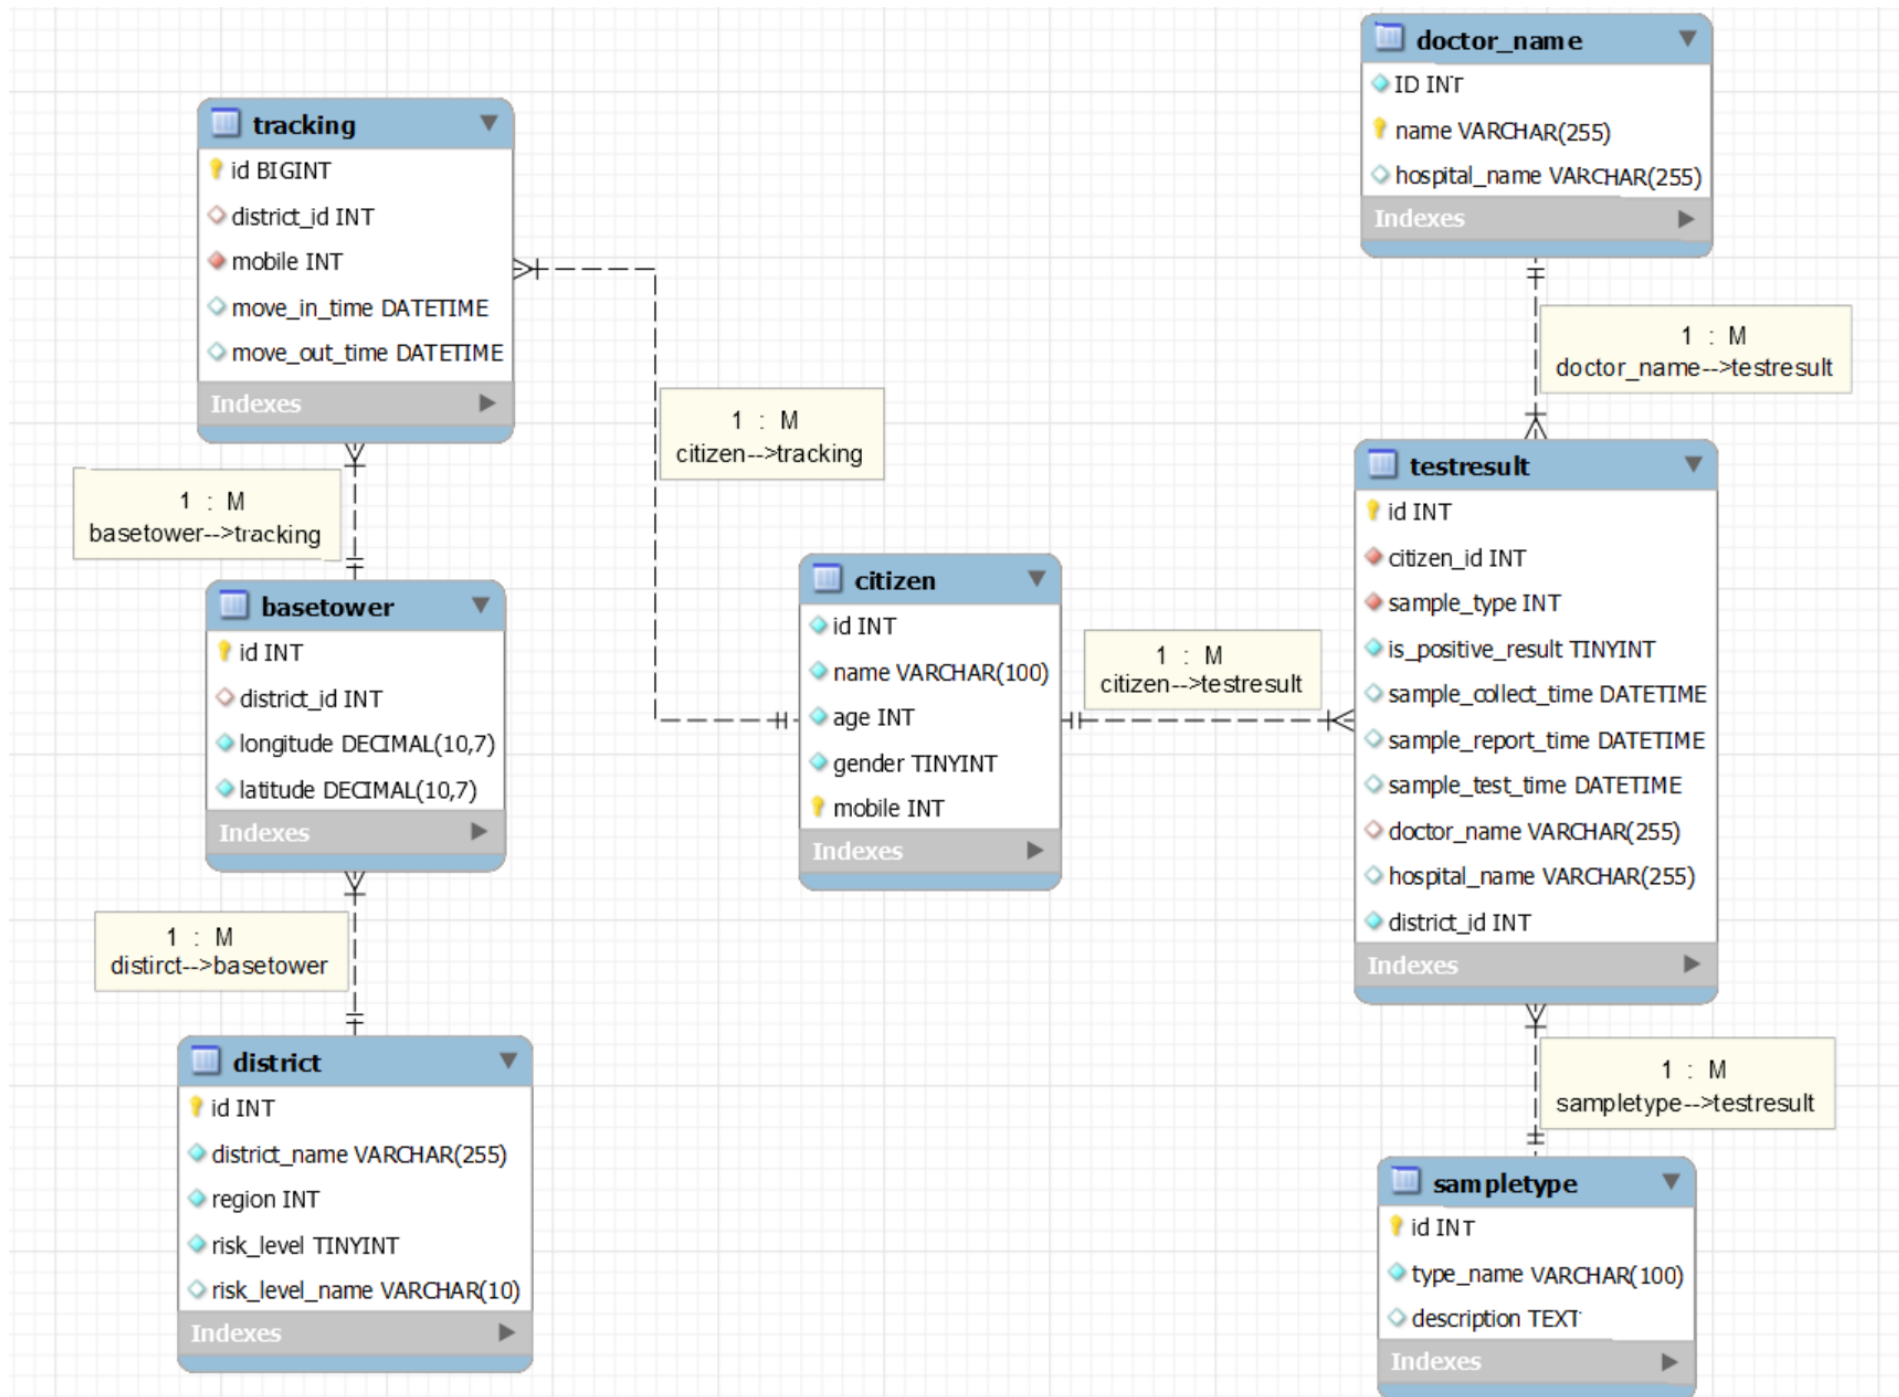 tracking
id BIGINT
district_id INT
mobile INT
move_in_time DATETIME
move_out_time DATETIME
Indexes
1 : M
basetower-->tracking
basetower
id INT
district_id INT
longitude DECIMAL(10,7)
latitude DECIMAL(10,7)
Indexes
1 : M
distirct-->basetower
district
id INT
district_name VARCHAR(255)
region INT
risk_level TINYINT
risk_level_name VARCHAR(10)
Indexes
1 : M
citizen-->tracking
citizen
id INT
name VARCHAR(100)
age INT
gender TINYINT
mobile INT
Indexes
1 : M
citizen-->testresult
doctor_name
ID INT
name VARCHAR(255)
hospital_name VARCHAR(255)
Indexes
1 : M
doctor_name-->testresult
testresult
id INT
citizen_id INT
sample_type INT
is_positive_result TINYINT
sample_collect_time DATETIME
sample_report_time DATETIME
sample_test_time DATETIME
doctor_name VARCHAR(255)
hospital_name VARCHAR(255)
district_id INT
Indexes
1 : M
sampletype-->testresult
sampletype
id INT
type_name VARCHAR(100)
description TEXT
Indexes